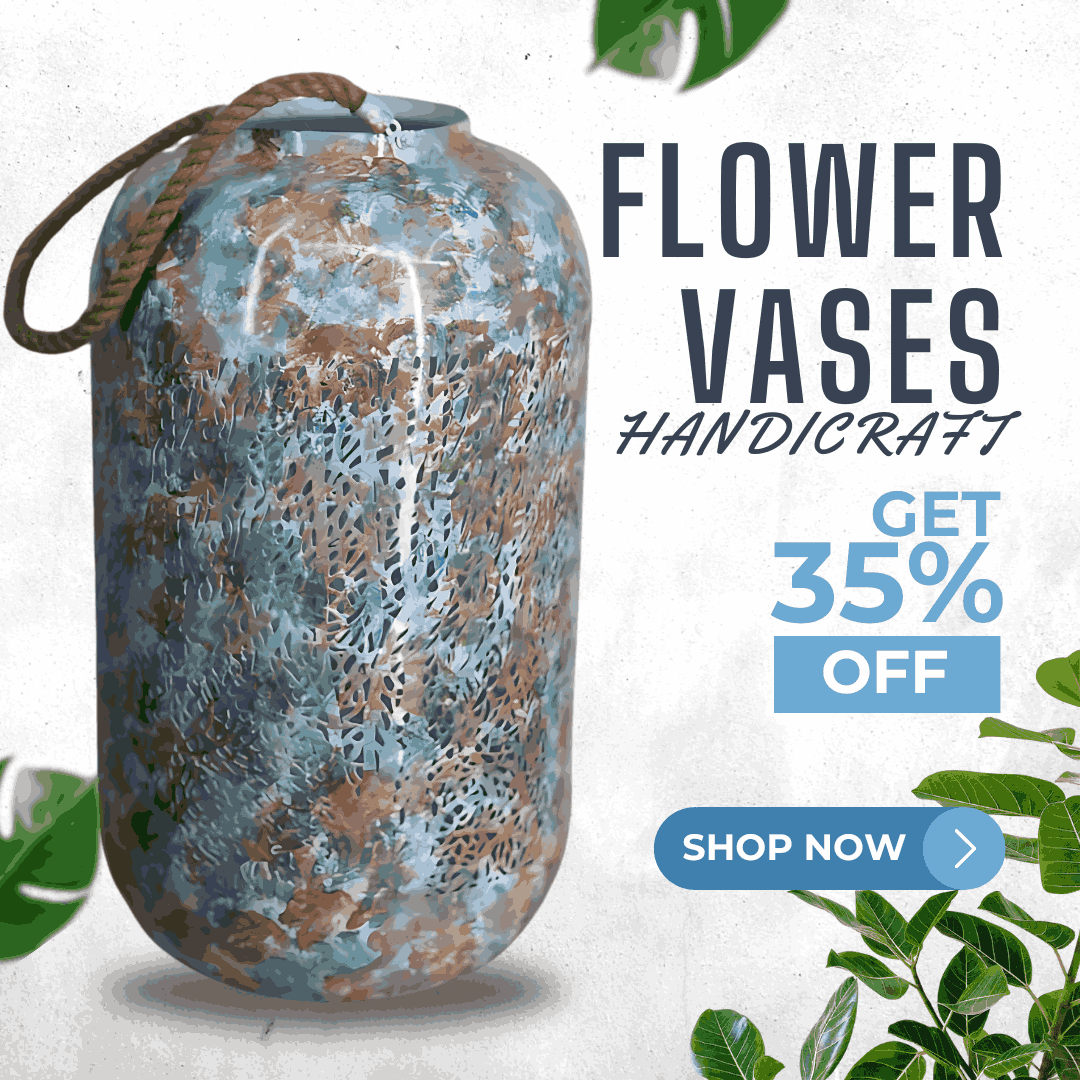 FLOWER
VASES
HANDICRAFT
GET
35%
OFF
SHOP NOW